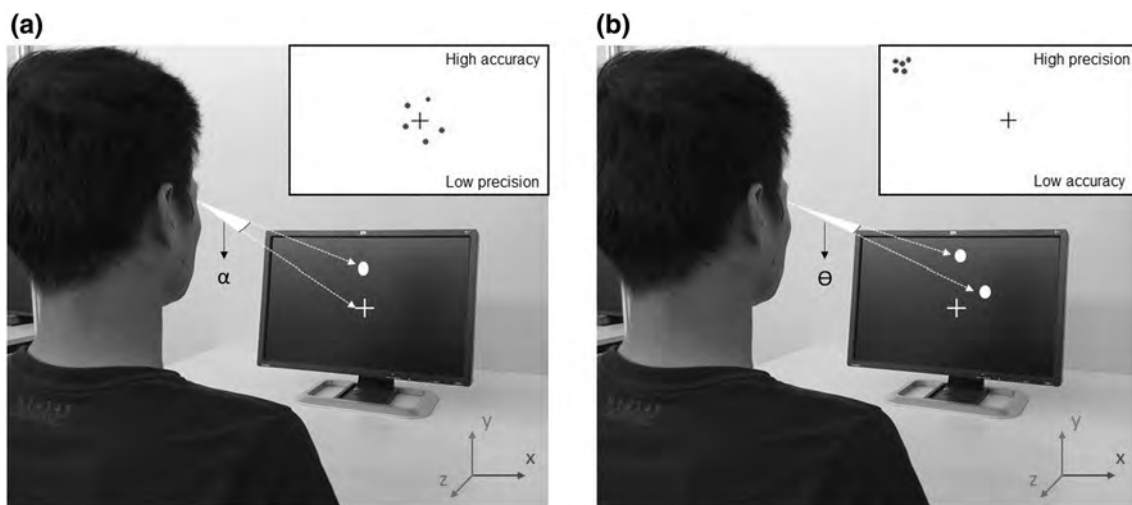 (a)
High accuracy
Low precision
α
y
x
z
(b)
High precision
Low accuracy
Ɵ
y
x
z